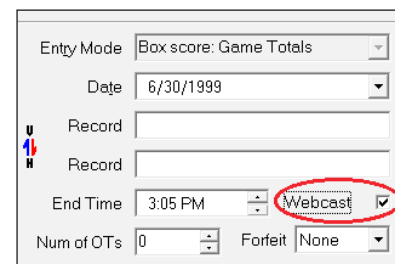 Entry Mode Box score: Game Totals
Date 6/30/1999
V Record
H Record
End Time 3:05 PM Webcast
Num of OTs 0 Forfeit None